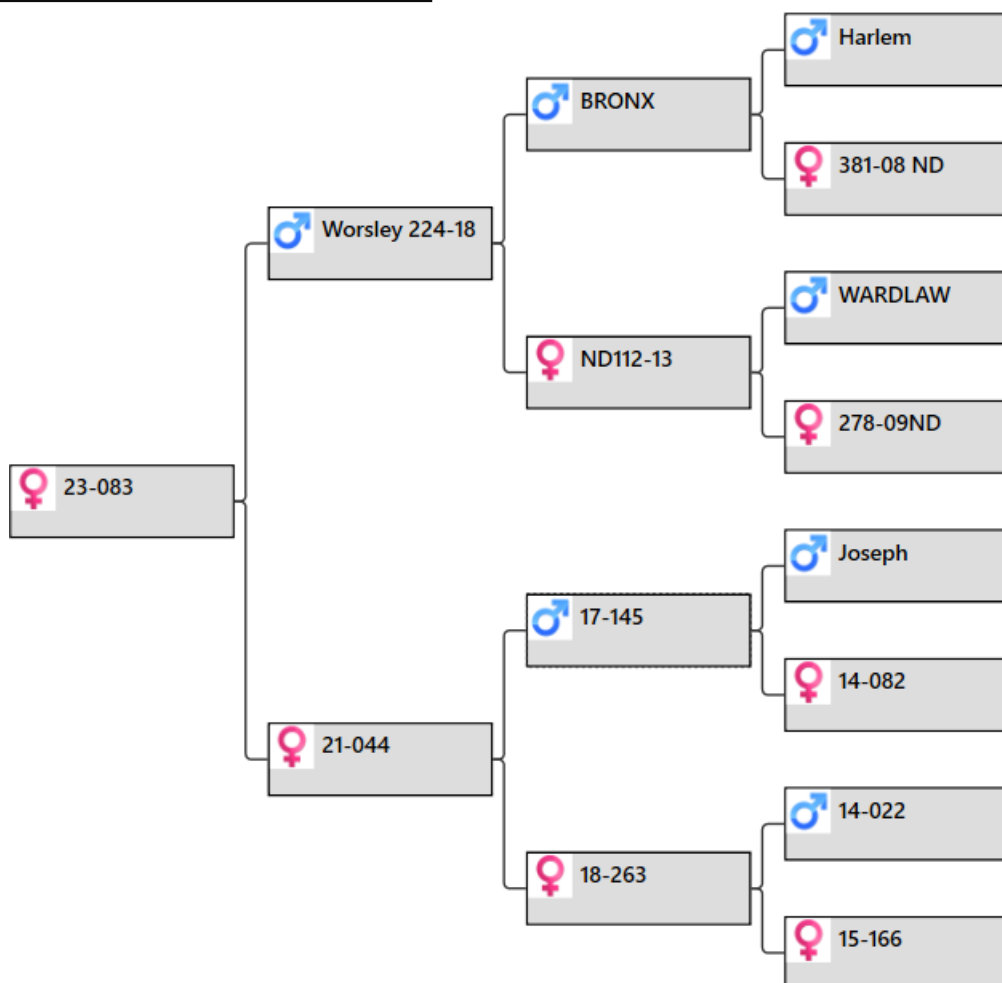 Harlem
BRONX
381-08 ND
Worsley 224-18
WARDLAW
ND112-13
278-09ND
23-083
Joseph
17-145
14-082
21-044
14-022
18-263
15-166